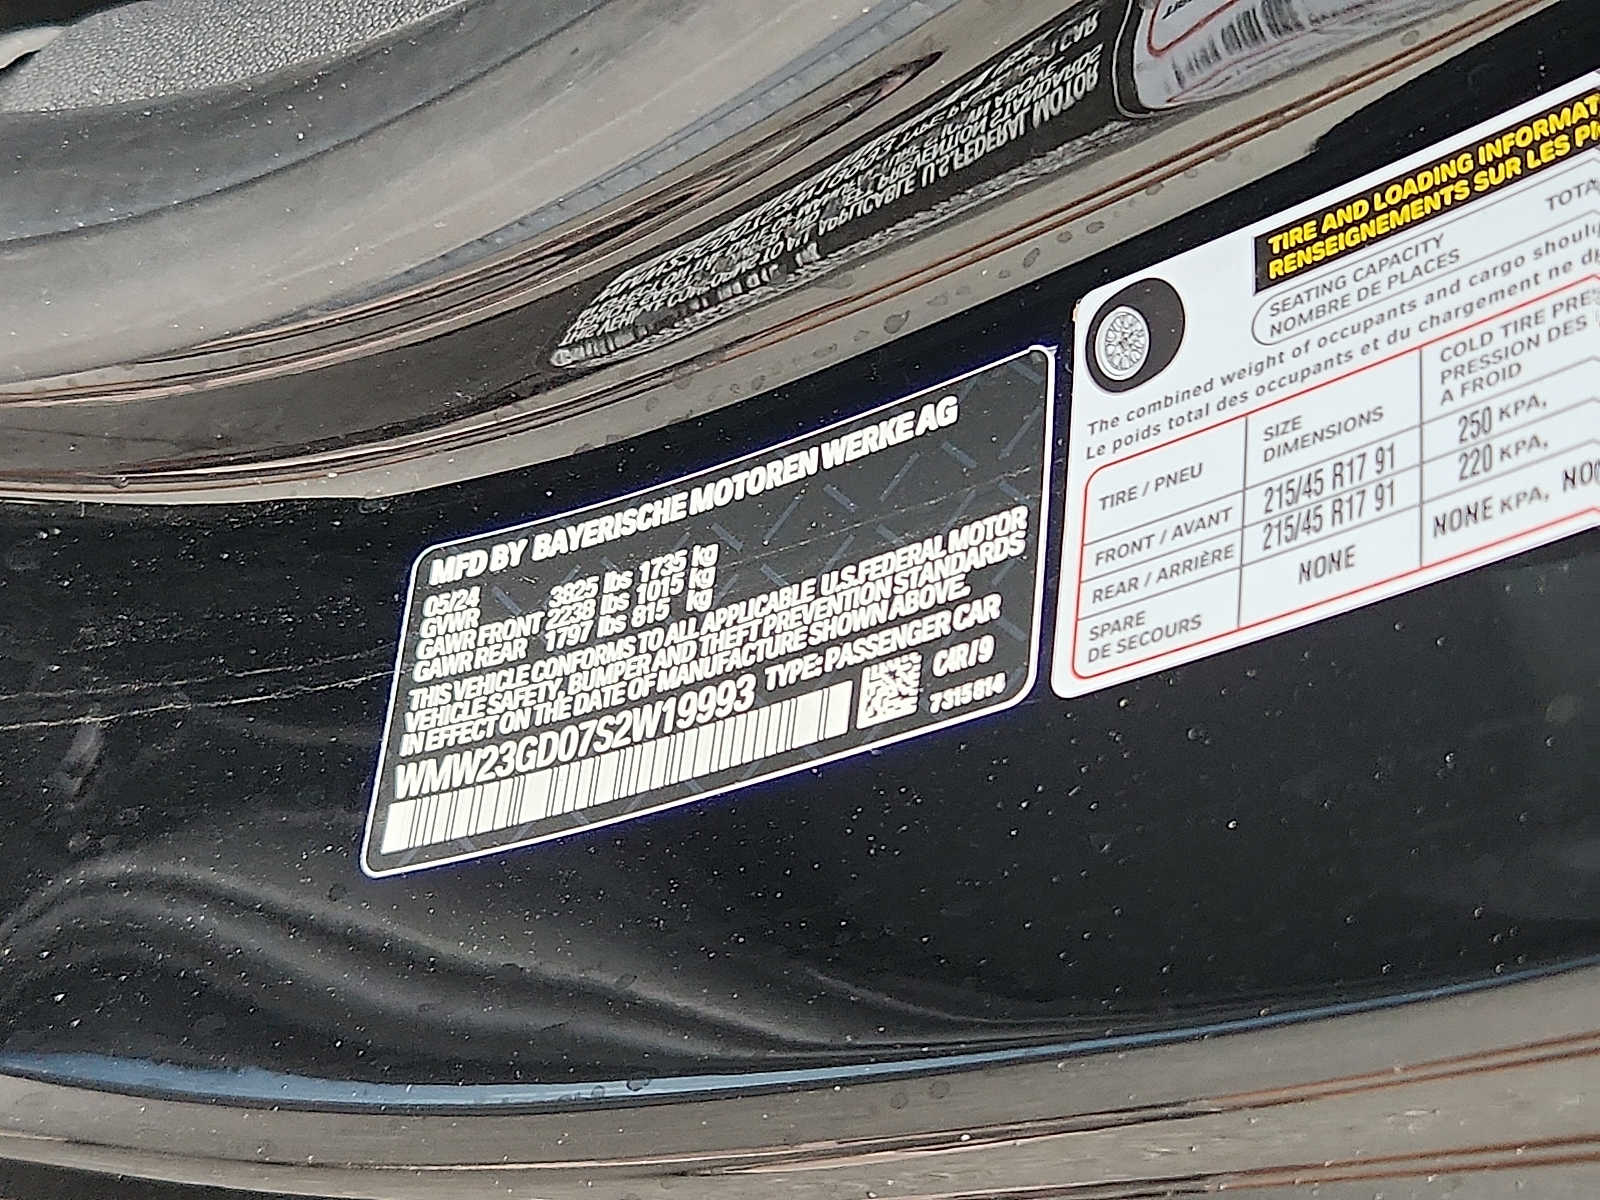 MFD BY BAYERISCHE MOTOREN WERKE AG
05/24
GVWR 3825 lbs 1735 kg
GAWR FRONT 2238 lbs 1015 kg
GAWR REAR 1797 lbs 815 kg
THIS VEHICLE CONFORMS TO ALL APPLICABLE U.S.FEDERAL MOTOR
VEHICLE SAFETY, BUMPER AND THEFT PREVENTION STANDARDS
IN EFFECT ON THE DATE OF MANUFACTURE SHOWN ABOVE.
WMW23GD07S2W19993 TYPE: PASSENGER CAR
C4R/9
7315814
TIRE AND LOADING INFORMAT
RENSEIGNEMENTS SUR LES
SEATING CAPACITY
NOMBRE DE PLACES
TOTA
The combined weight of occupants and cargo should
Le poids total des occupants et du chargement ne
TIRE / PNEU
SIZE
DIMENSIONS
COLD TIRE PRES
PRESSION DES
A FROID
FRONT / AVANT 215/45 R17 91 250 KPA,
REAR / ARRIÈRE 215/45 R17 91 220 KPA,
SPARE
DE SECOURS
NONE NONE KPA,